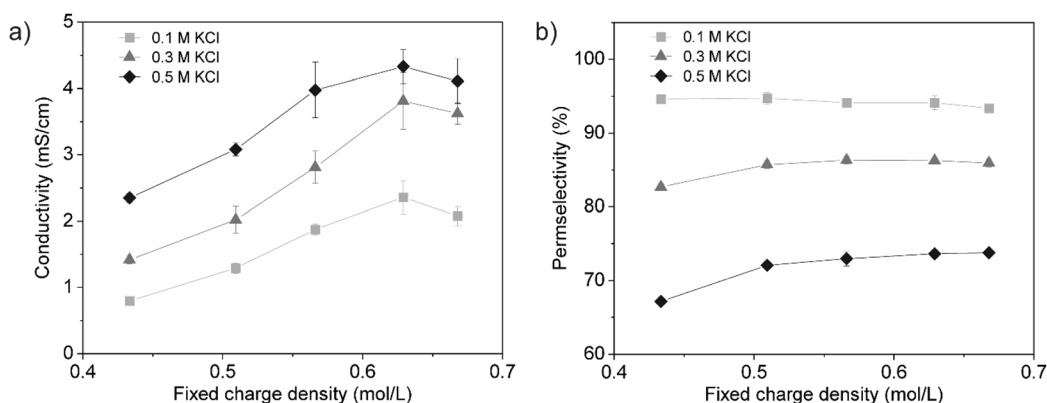 a)
Conductivity (mS/cm)
5
4
3
2
1
0
0.1 M KCl
0.3 M KCl
0.5 M KCl
0.4
0.5
0.6
0.7
Fixed charge density (mol/L)
b)
Permselectivity (%)
100
90
80
70
60
0.1 M KCl
0.3 M KCl
0.5 M KCl
0.4
0.5
0.6
0.7
Fixed charge density (mol/L)